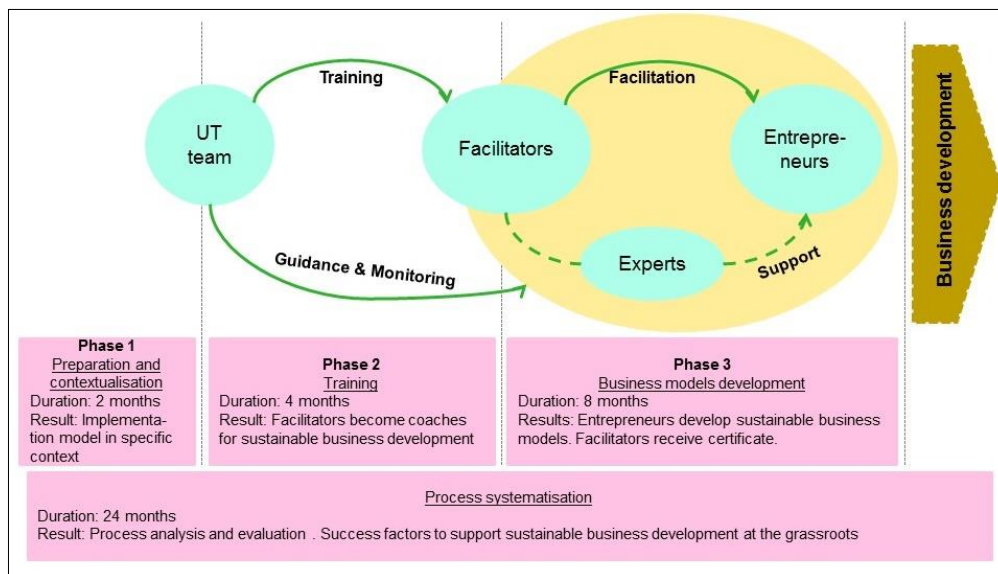 Training
Facilitation
UT
team
Facilitators
Entrepre-
neurs
Experts
Guidance & Monitoring
Support
Business development
Phase 1
Preparation and
contextualisation
Duration: 2 months
Result: Implementa-
tion model in specific
context
Phase 2
Training
Duration: 4 months
Result: Facilitators become coaches
for sustainable business development
Phase 3
Business models development
Duration: 8 months
Results: Entrepreneurs develop sustainable business
models. Facilitators receive certificate.
Process systematisation
Duration: 24 months
Result: Process analysis and evaluation . Success factors to support sustainable business development at the grassroots